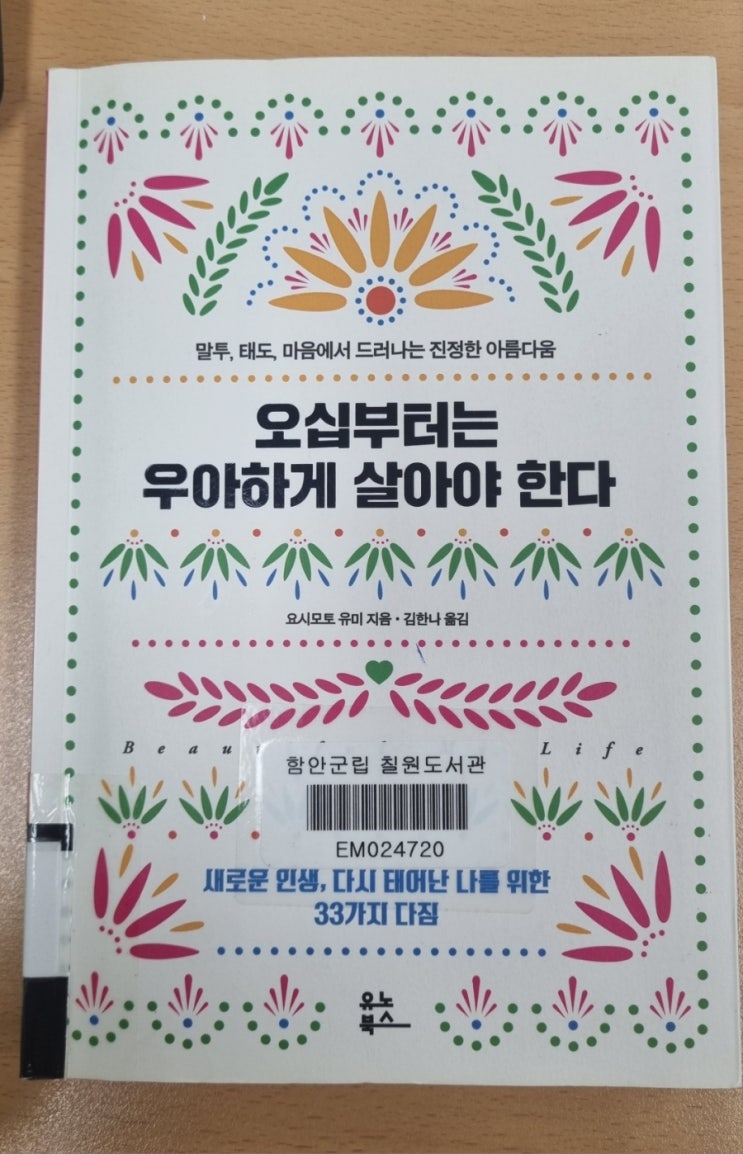 말투, 태도, 마음에서 드러나는 진정한 아름다움
오십부터는
우아하게 살아야 한다
요시모토 유미 지음 · 김한나 옮김
Life
함안군립 칠원도서관
EM024720
새로운 인생, 다시 태어난 나를 위한
33가지 다짐
유노
북스